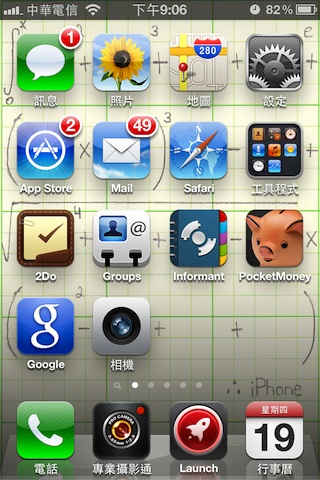 中華電信 下午9:06 82%
1
280
訊息 照片 地圖 設定
2 49
App Store Mail Safari 工具程式
@
2Do Groups Informant PocketMoney
g
Google 相機
iPhone
PRO CAMERA
星期四
19
電話 專業攝影通 Launch 行事曆